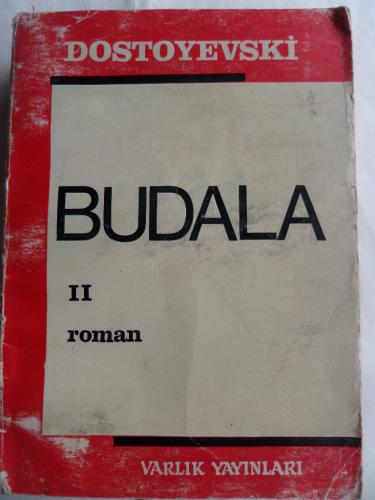 DOSTOYEVSKİ
BUDALA
II
roman
VARLIK YAYINLARI